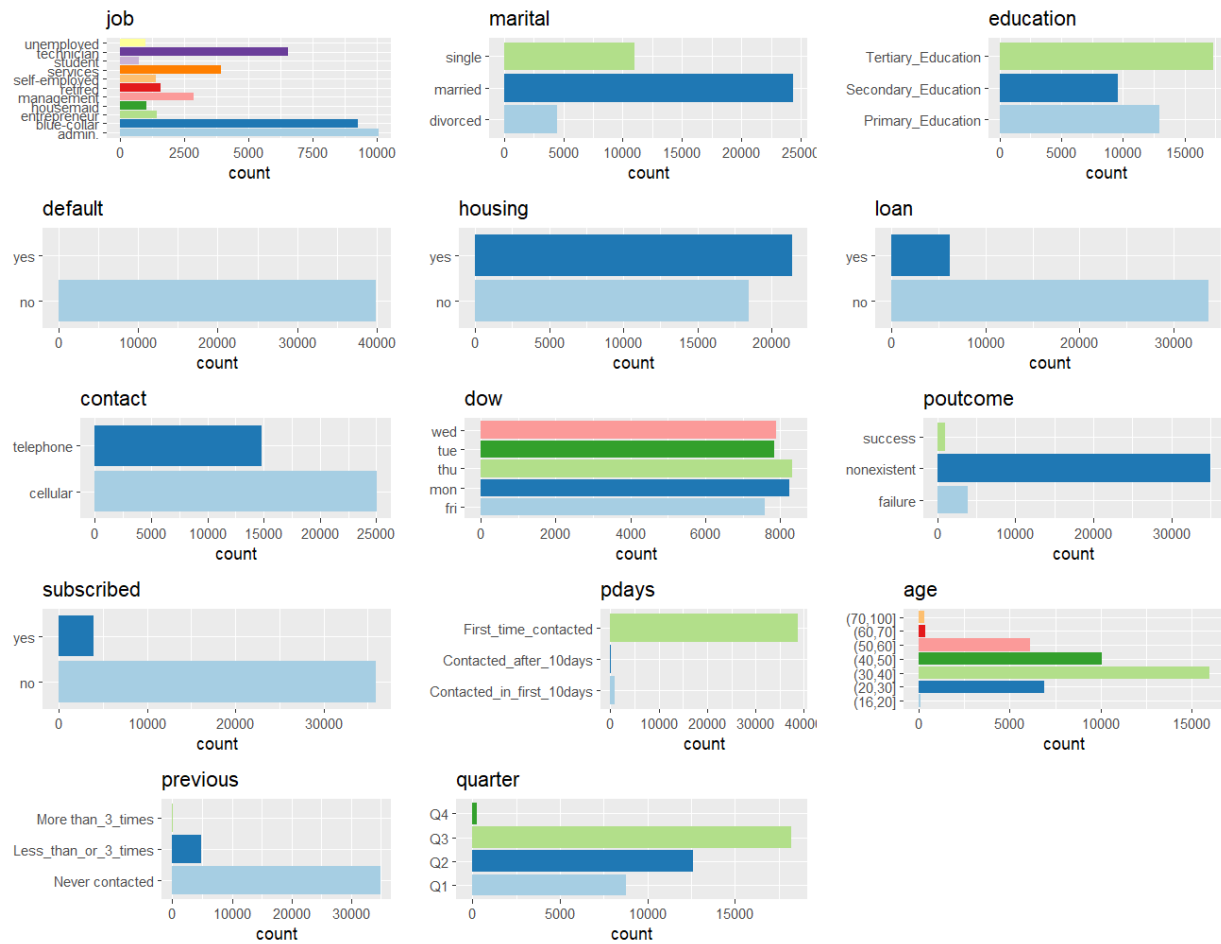 job
unemployed
technician
student
services
self-employed
retired
management
housemaid
entrepreneur
blue-collar
admin.
0 2500 5000 7500 10000
count
marital
single
married
divorced
0 5000 10000 15000 20000 25000
count
education
Tertiary_Education
Secondary_Education
Primary_Education
0 5000 10000 15000
count
default
yes
no
0 10000 20000 30000 40000
count
housing
yes
no
0 5000 10000 15000 20000
count
loan
yes
no
0 10000 20000 30000
count
contact
telephone
cellular
0 5000 10000 15000 20000 25000
count
dow
wed
tue
thu
mon
fri
0 2000 4000 6000 8000
count
poutcome
success
nonexistent
failure
0 10000 20000 30000
count
subscribed
yes
no
0 10000 20000 30000
count
pdays
First_time_contacted
Contacted_after_10days
Contacted_in_first_10days
0 10000 20000 30000 40000
count
age
(70,100]
(60,70]
(50,60]
(40,50]
(30,40]
(20,30]
(16,20]
0 5000 10000 15000
count
previous
More than_3_times
Less_than_or_3_times
Never contacted
0 10000 20000 30000
count
quarter
Q4
Q3
Q2
Q1
0 5000 10000 15000
count